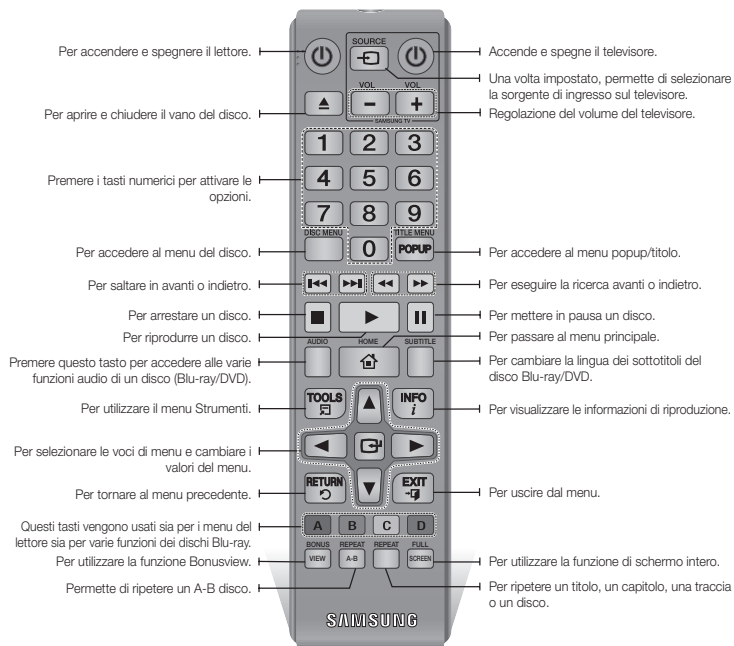 Per accendere e spegnere il lettore.
SOURCE
Accende e spegne il televisore.
Una volta impostato, permette di selezionare
la sorgente di ingresso sul televisore.
VOL VOL
Per aprire e chiudere il vano del disco.
- +
Regolazione del volume del televisore.
SAMSUNG TV
1 2 3
Premere i tasti numerici per attivare le
opzioni.
4 5 6
7 8 9
DISC MENU
TITLE MENU
0
POPUP
Per accedere al menu del disco.
Per accedere al menu popup/titolo.
Per saltare in avanti o indietro.
Per eseguire la ricerca avanti o indietro.
Per arrestare un disco.
Per mettere in pausa un disco.
Per riprodurre un disco.
Per passare al menu principale.
AUDIO
HOME
SUBTITLE
Premere questo tasto per accedere alle varie
funzioni audio di un disco (Blu-ray/DVD).
Per cambiare la lingua dei sottotitoli del
disco Blu-ray/DVD.
TOOLS
INFO
i
Per utilizzare il menu Strumenti.
Per visualizzare le informazioni di riproduzione.
Per selezionare le voci di menu e cambiare i
valori del menu.
RETURN
EXIT
Per tornare al menu precedente.
Per uscire dal menu.
Questi tasti vengono usati sia per i menu del
lettore sia per varie funzioni dei dischi Blu-ray.
A B C D
BONUS REPEAT REPEAT FULL
VIEW A-B SCREEN
Per utilizzare la funzione Bonusview.
Per utilizzare la funzione di schermo intero.
Permette di ripetere un A-B disco.
Per ripetere un titolo, un capitolo, una traccia
o un disco.
SAMSUNG